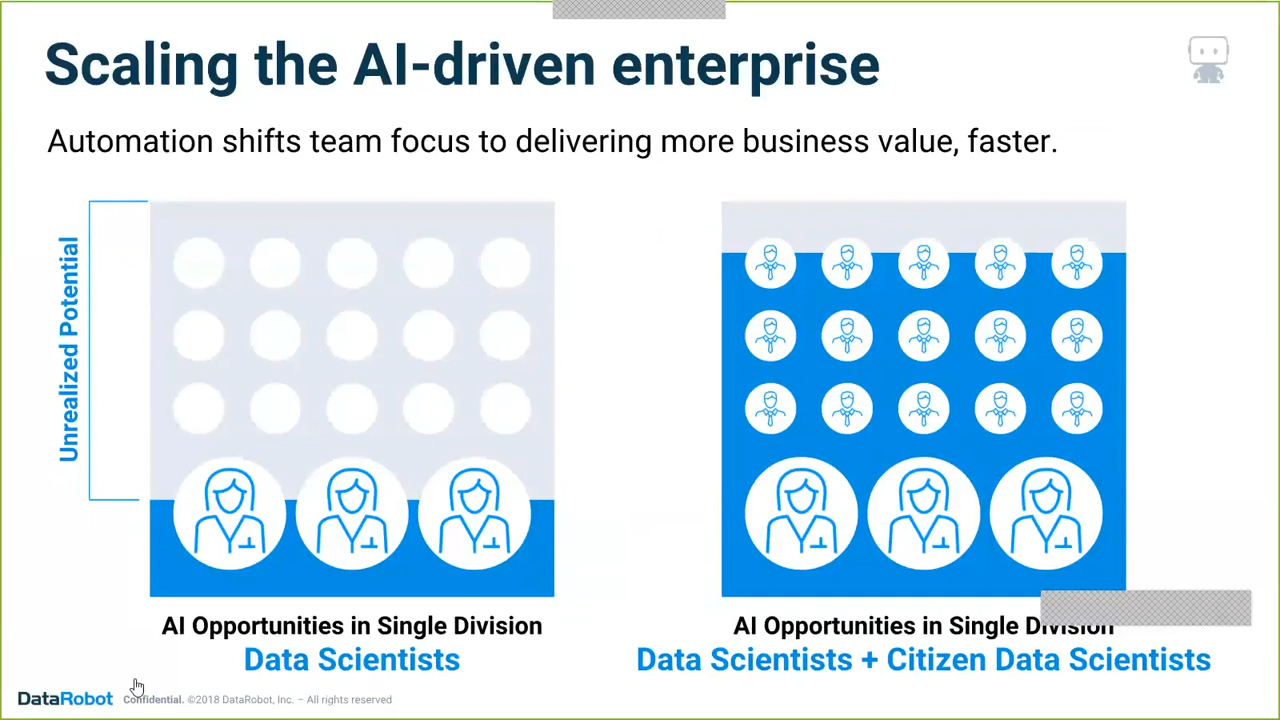 Scaling the AI-driven enterprise
Automation shifts team focus to delivering more business value, faster.
Unrealized Potential
AI Opportunities in Single Division
Data Scientists
AI Opportunities in Single Division
Data Scientists + Citizen Data Scientists
DataRobot Confidential. ©2018 DataRobot, Inc. – All rights reserved